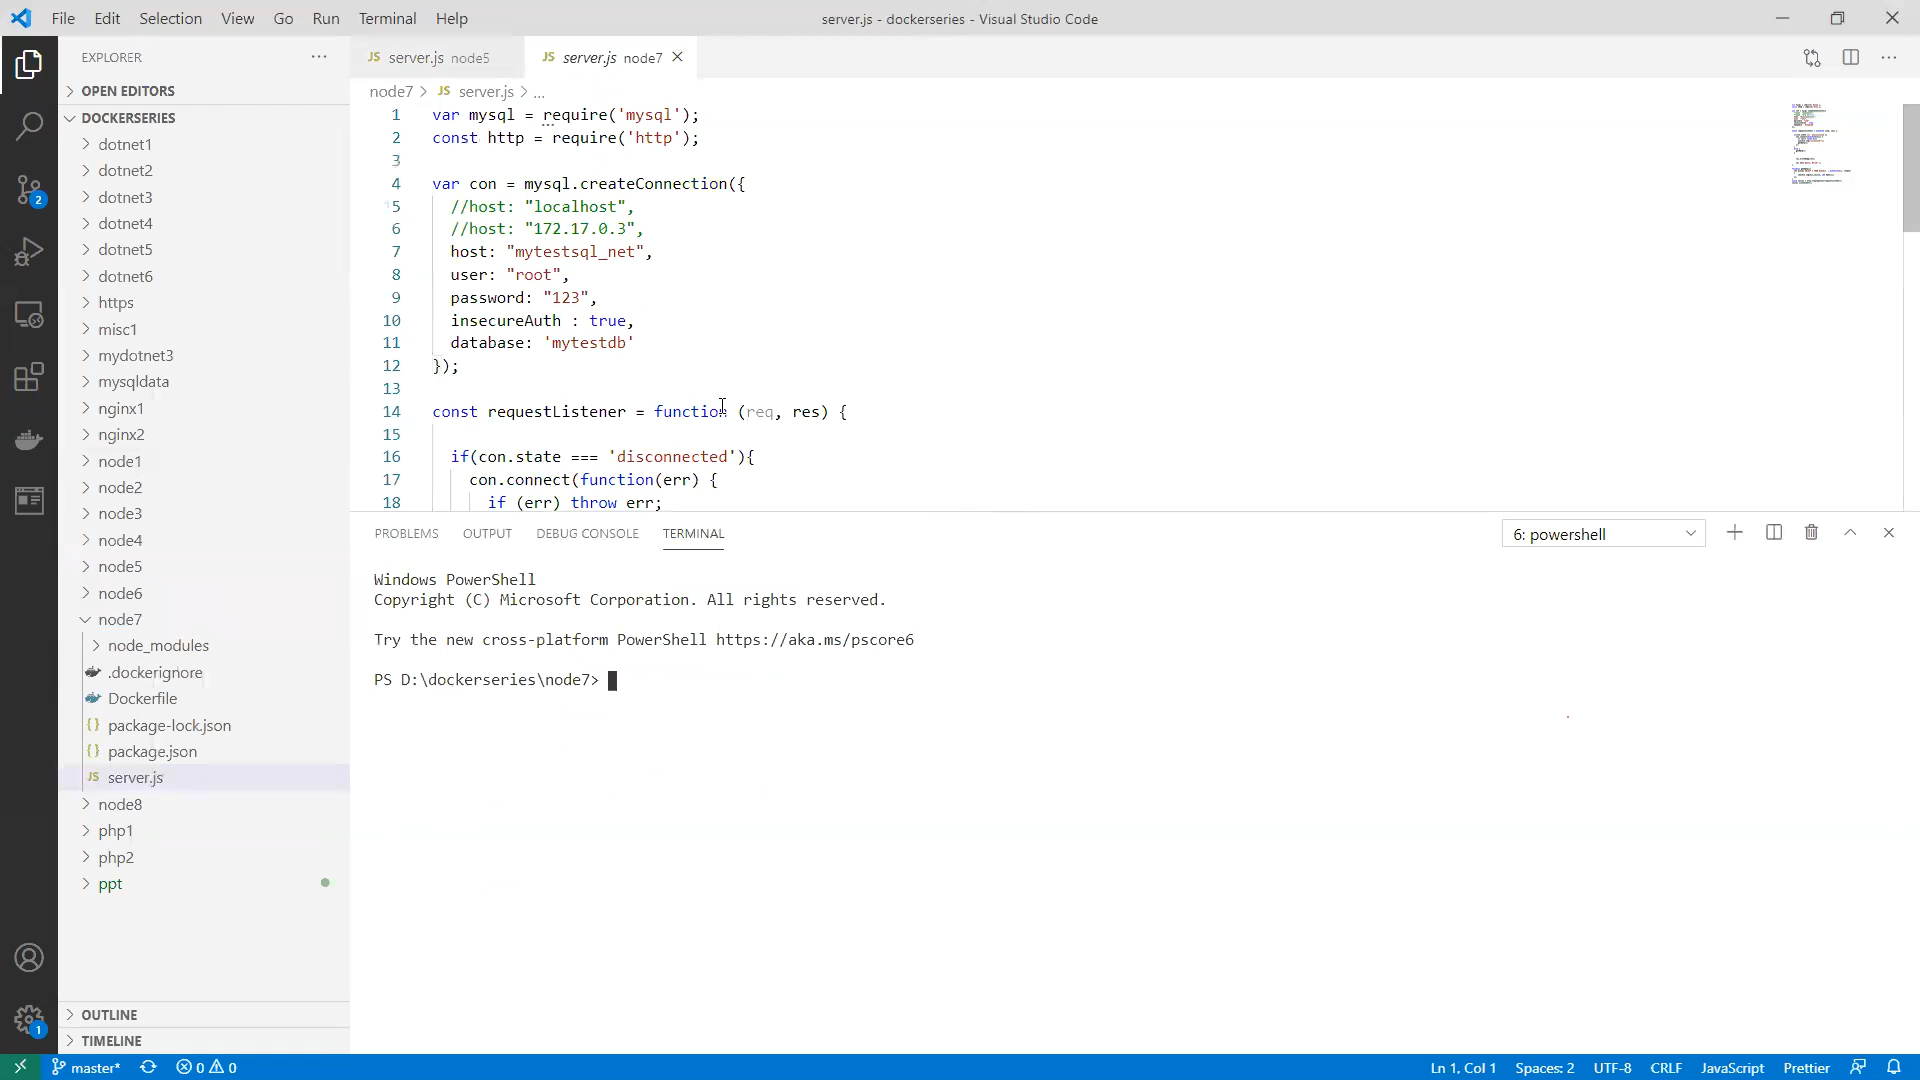 File Edit Selection View Go Run Terminal Help
server.js - dockerseries - Visual Studio Code
EXPLORER
OPEN EDITORS
DOCKERSERIES
dotnet1
dotnet2
dotnet3
dotnet4
dotnet5
dotnet6
https
misc1
mydotnet3
mysqldata
nginx1
nginx2
node1
node2
node3
node4
node5
node6
node7
node_modules
.dockerignore
Dockerfile
package-lock.json
package.json
JS server.js
node8
php1
php2
ppt
OUTLINE
TIMELINE
2
1
JS server.js node5
JS server.js node7
node7 > JS server.js > ...
1 var mysql = require('mysql');
2 const http = require('http');
3
4 var con = mysql.createConnection({
5 //host: "localhost",
6 //host: "172.17.0.3",
7 host: "mytestsql_net",
8 user: "root",
9 password: "123",
10 insecureAuth : true,
11 database: 'mytestdb'
12 });
13
14 const requestListener = function (req, res) {
15
16 if(con.state === 'disconnected'){
17 con.connect(function(err) {
18 if (err) throw err;
PROBLEMS OUTPUT DEBUG CONSOLE TERMINAL
6: powershell
Windows PowerShell
Copyright (C) Microsoft Corporation. All rights reserved.
Try the new cross-platform PowerShell https://aka.ms/pscore6
PS D:\dockerseries\node7>
master* 0 0
Ln 1, Col 1 Spaces: 2 UTF-8 CRLF JavaScript Prettier